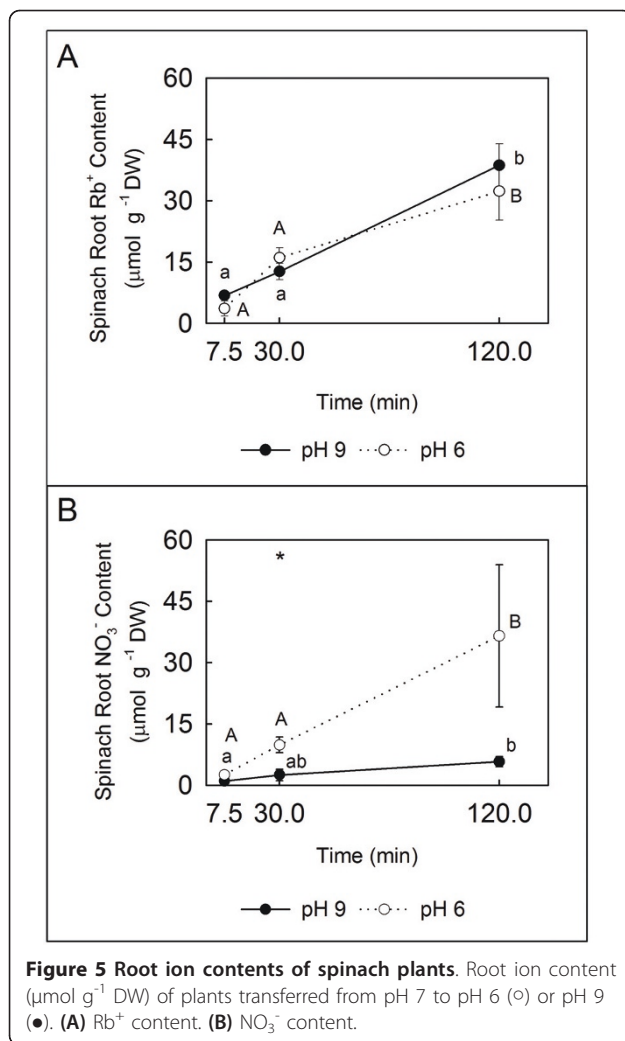 A
Spinach Root Rb⁺ Content
(μmol g⁻¹ DW)
60
45
30
15
0
a
A
A
a
b
B
7.5
30.0
120.0
Time (min)
pH 9
pH 6
B
Spinach Root NO₃⁻ Content
(μmol g⁻¹ DW)
60
45
30
15
0
*
A
a
A
ab
B
b
7.5
30.0
120.0
Time (min)
pH 9
pH 6
Figure 5 Root ion contents of spinach plants. Root ion content
(μmol g⁻¹ DW) of plants transferred from pH 7 to pH 6 (○) or pH 9
(●). (A) Rb⁺ content. (B) NO₃⁻ content.